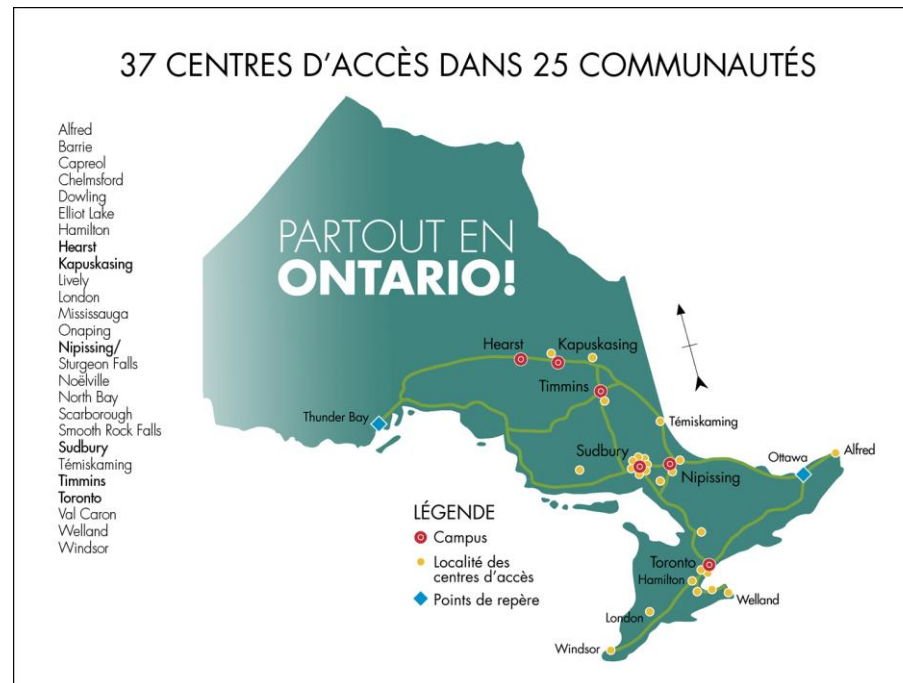 37 CENTRES D'ACCÈS DANS 25 COMMUNAUTÉS
Alfred
Barrie
Capreol
Chelmsford
Dowling
Elliot Lake
Hamilton
Hearst
Kapuskasing
Lively
London
Mississauga
Onaping
Nipissing/
Sturgeon Falls
Noëlville
North Bay
Scarborough
Smooth Rock Falls
Sudbury
Témiskaming
Timmins
Toronto
Val Caron
Welland
Windsor
PARTOUT EN
ONTARIO!
Hearst
Kapuskasing
Timmins
Thunder Bay
Témiskaming
Sudbury
Nipissing
Ottawa
Alfred
Toronto
Hamilton
Welland
London
Windsor
LÉGENDE
Campus
Localité des
centres d'accès
Points de repère